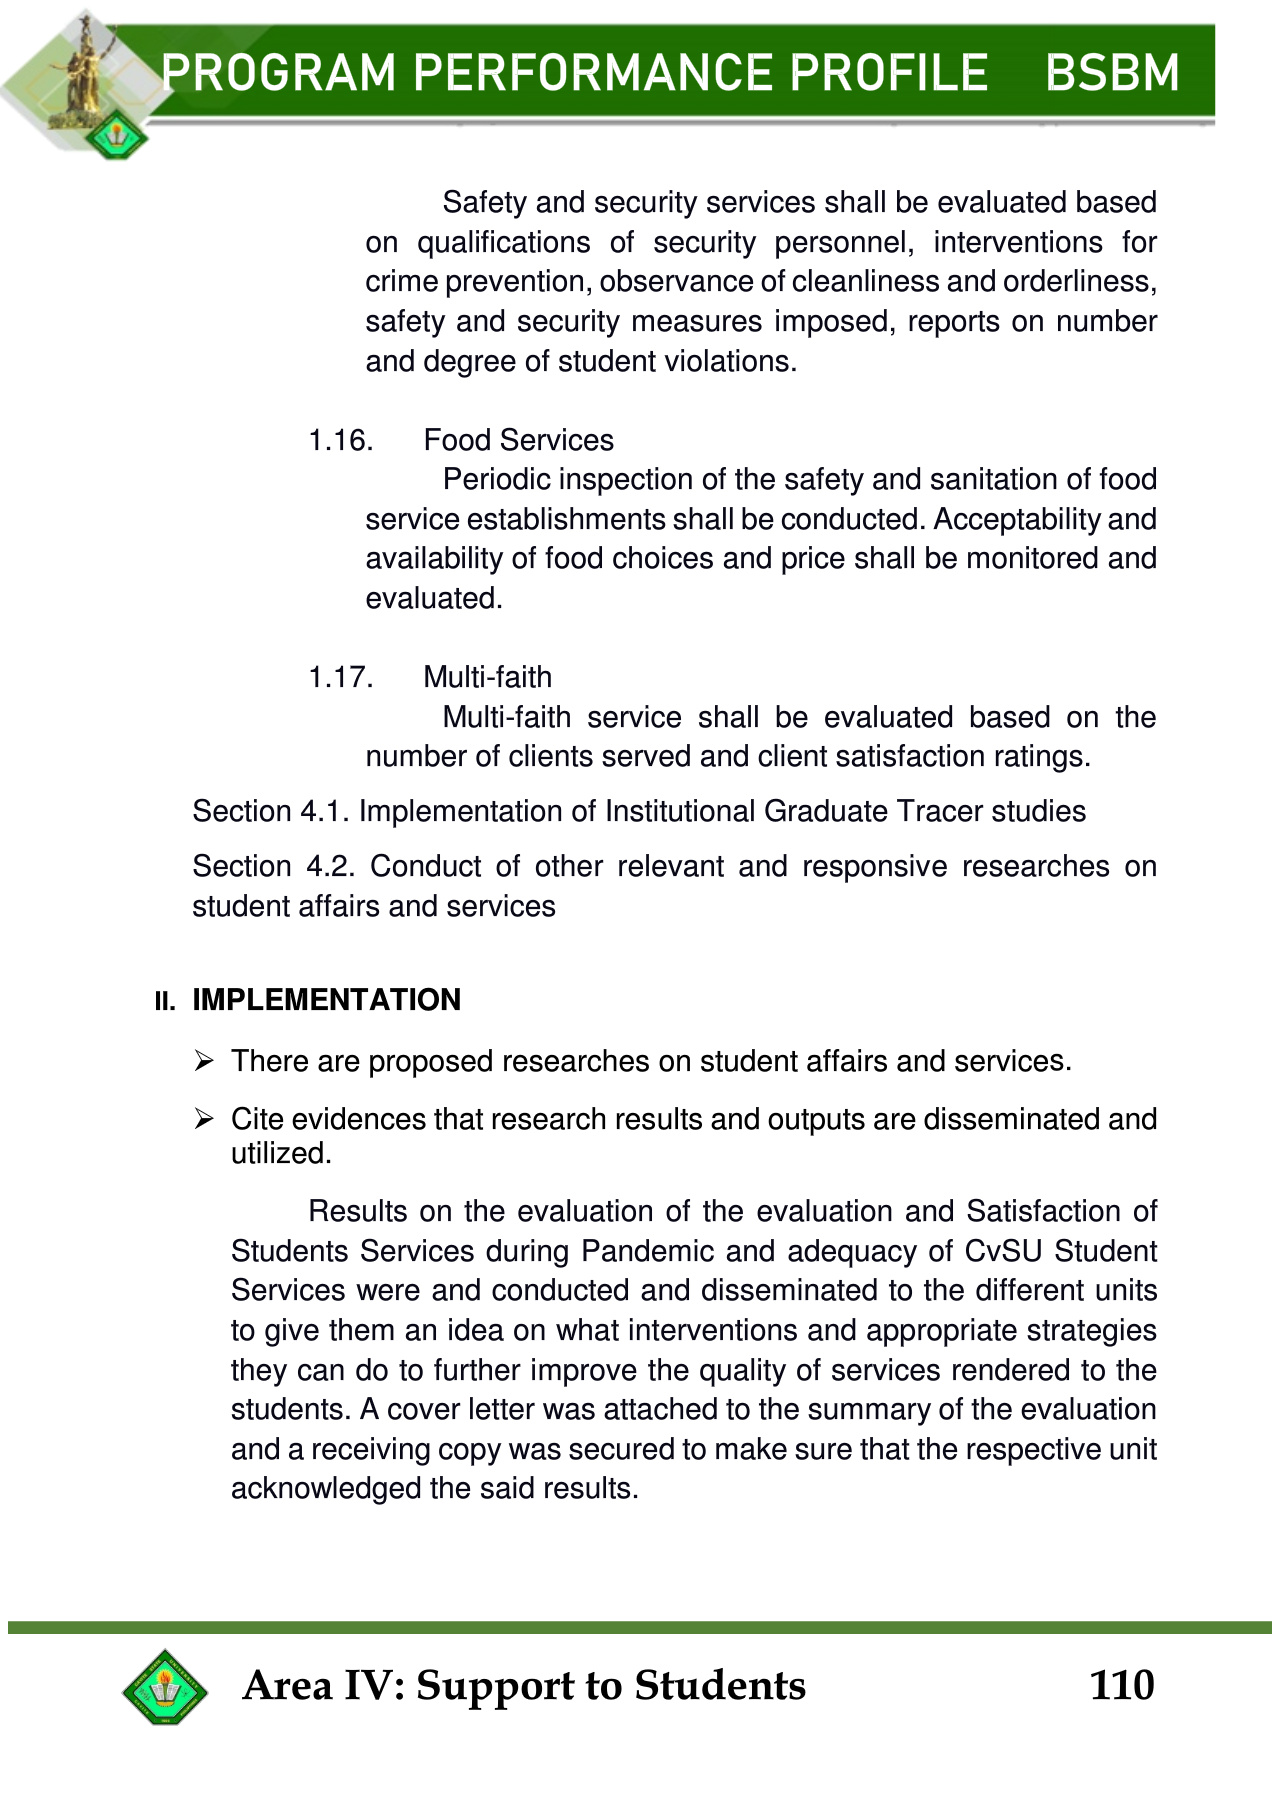 PROGRAM PERFORMANCE PROFILE BSBM
Safety and security services shall be evaluated based
on qualifications of security personnel, interventions for
crime prevention, observance of cleanliness and orderliness,
safety and security measures imposed, reports on number
and degree of student violations.
1.16. Food Services
Periodic inspection of the safety and sanitation of food
service establishments shall be conducted. Acceptability and
availability of food choices and price shall be monitored and
evaluated.
1.17. Multi-faith
Multi-faith service shall be evaluated based on the
number of clients served and client satisfaction ratings.
Section 4.1. Implementation of Institutional Graduate Tracer studies
Section 4.2. Conduct of other relevant and responsive researches on
student affairs and services
II. IMPLEMENTATION
➢ There are proposed researches on student affairs and services.
➢ Cite evidences that research results and outputs are disseminated and
utilized.
Results on the evaluation of the evaluation and Satisfaction of
Students Services during Pandemic and adequacy of CvSU Student
Services were and conducted and disseminated to the different units
to give them an idea on what interventions and appropriate strategies
they can do to further improve the quality of services rendered to the
students. A cover letter was attached to the summary of the evaluation
and a receiving copy was secured to make sure that the respective unit
acknowledged the said results.
Area IV: Support to Students 110